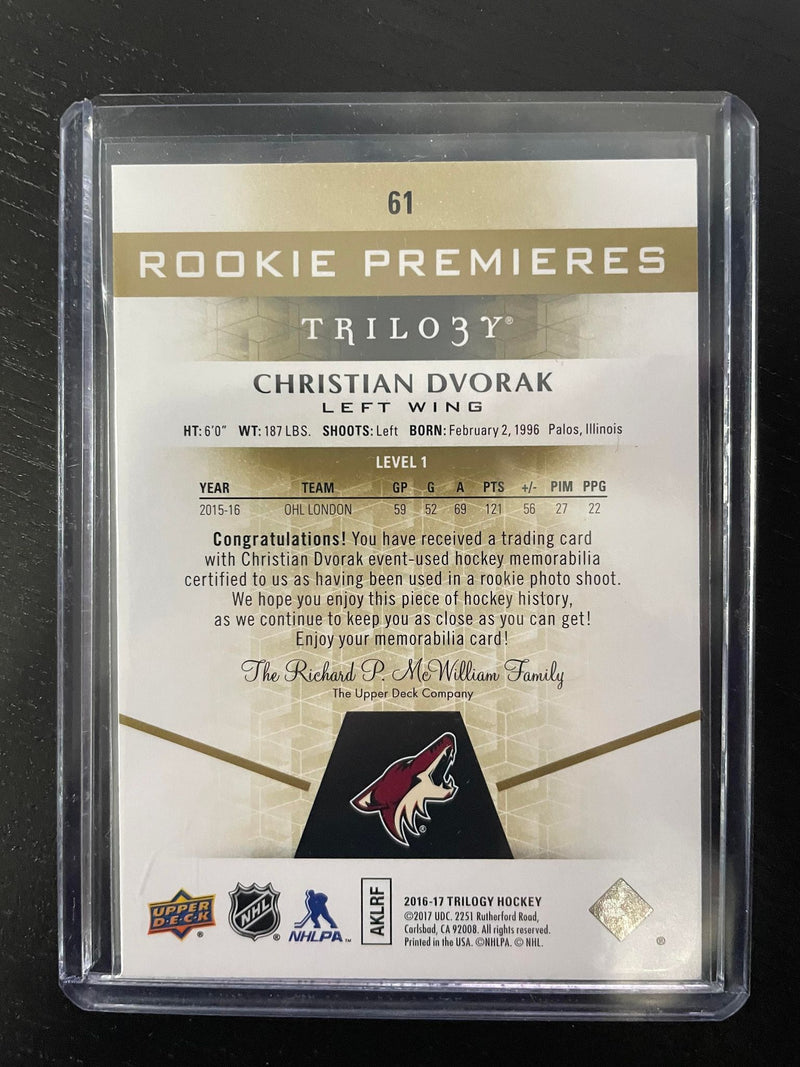 61
ROOKIE PREMIERES
TRILO3Y®
CHRISTIAN DVORAK
LEFT WING
HT: 6'0" WT: 187 LBS. SHOOTS: Left BORN: February 2, 1996 Palos, Illinois
LEVEL 1
YEAR TEAM GP G A PTS +/- PIM PPG
2015-16 OHL LONDON 59 52 69 121 56 27 22
Congratulations! You have received a trading card
with Christian Dvorak event-used hockey memorabilia
certified to us as having been used in a rookie photo shoot.
We hope you enjoy this piece of hockey history,
as we continue to keep you as close as you can get!
Enjoy your memorabilia card!
The Richard P. McWilliam Family
The Upper Deck Company
®
UPPER DECK ®
NHL ®
NHLPA™
AKLRF
2016-17 TRILOGY HOCKEY
©2017 UDC. 2251 Rutherford Road,
Carlsbad, CA 92008. All rights reserved.
Printed in the USA. ©NHLPA. © NHL.
®